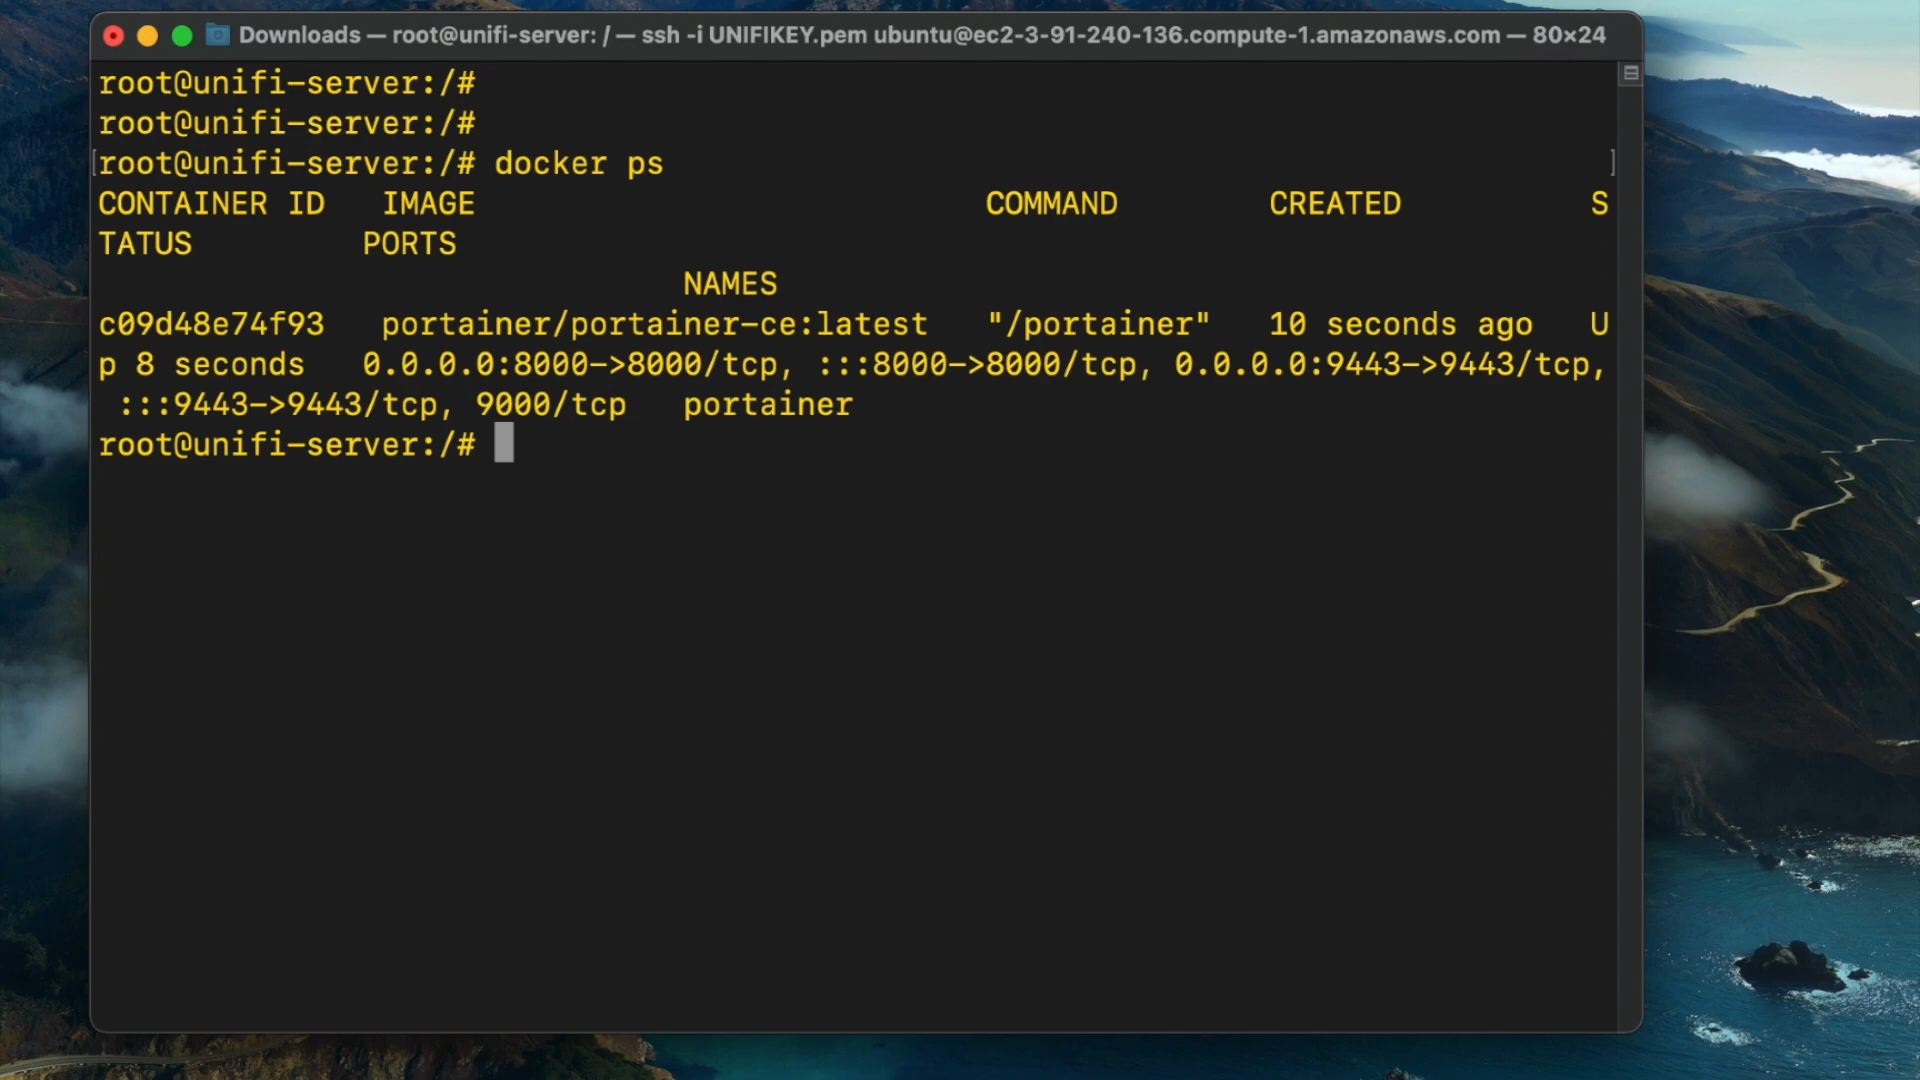 Downloads — root@unifi-server: / — ssh -i UNIFIKEY.pem ubuntu@ec2-3-91-240-136.compute-1.amazonaws.com — 80×24
root@unifi-server:/#
root@unifi-server:/#
[root@unifi-server:/# docker ps ]
CONTAINER ID   IMAGE                           COMMAND        CREATED          S
TATUS         PORTS
                               NAMES
c09d48e74f93   portainer/portainer-ce:latest   "/portainer"   10 seconds ago   U
p 8 seconds   0.0.0.0:8000->8000/tcp, :::8000->8000/tcp, 0.0.0.0:9443->9443/tcp,
 :::9443->9443/tcp, 9000/tcp   portainer
root@unifi-server:/#